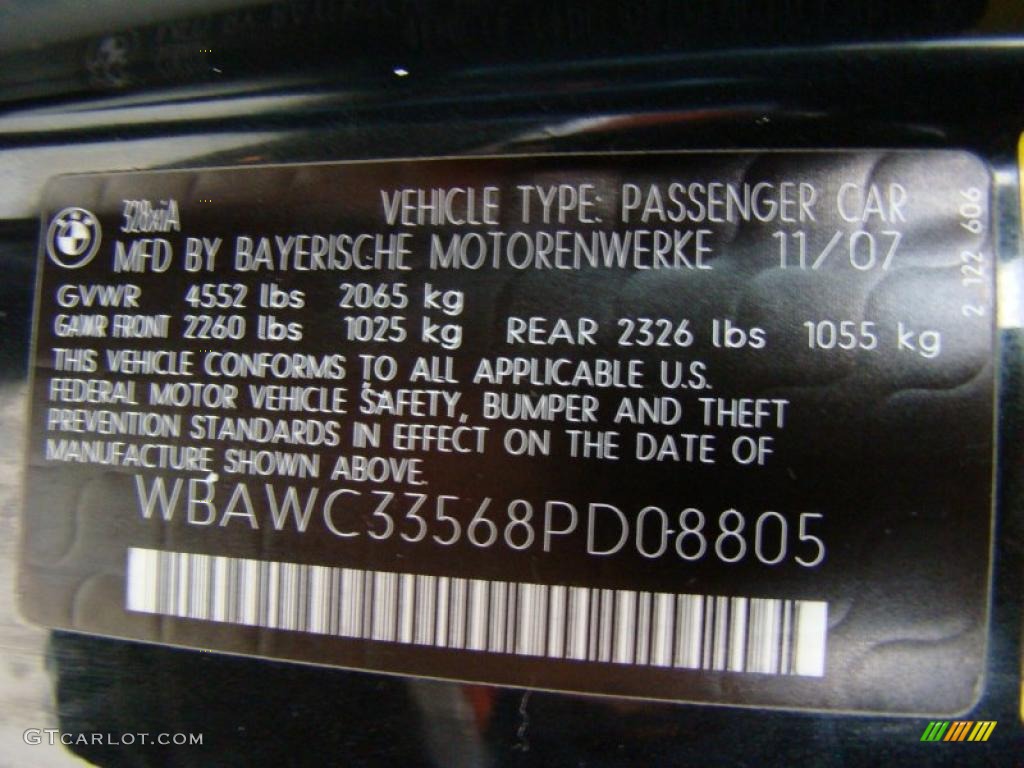 328xiA VEHICLE TYPE: PASSENGER CAR
MFD BY BAYERISCHE MOTORENWERKE 11/07
GVWR 4552 lbs 2065 kg
GAWR FRONT 2260 lbs 1025 kg REAR 2326 lbs 1055 kg
THIS VEHICLE CONFORMS TO ALL APPLICABLE U.S.
FEDERAL MOTOR VEHICLE SAFETY, BUMPER AND THEFT
PREVENTION STANDARDS IN EFFECT ON THE DATE OF
MANUFACTURE SHOWN ABOVE.
WBAWC33568PD08805
2 122 606
GTCARLOT.COM